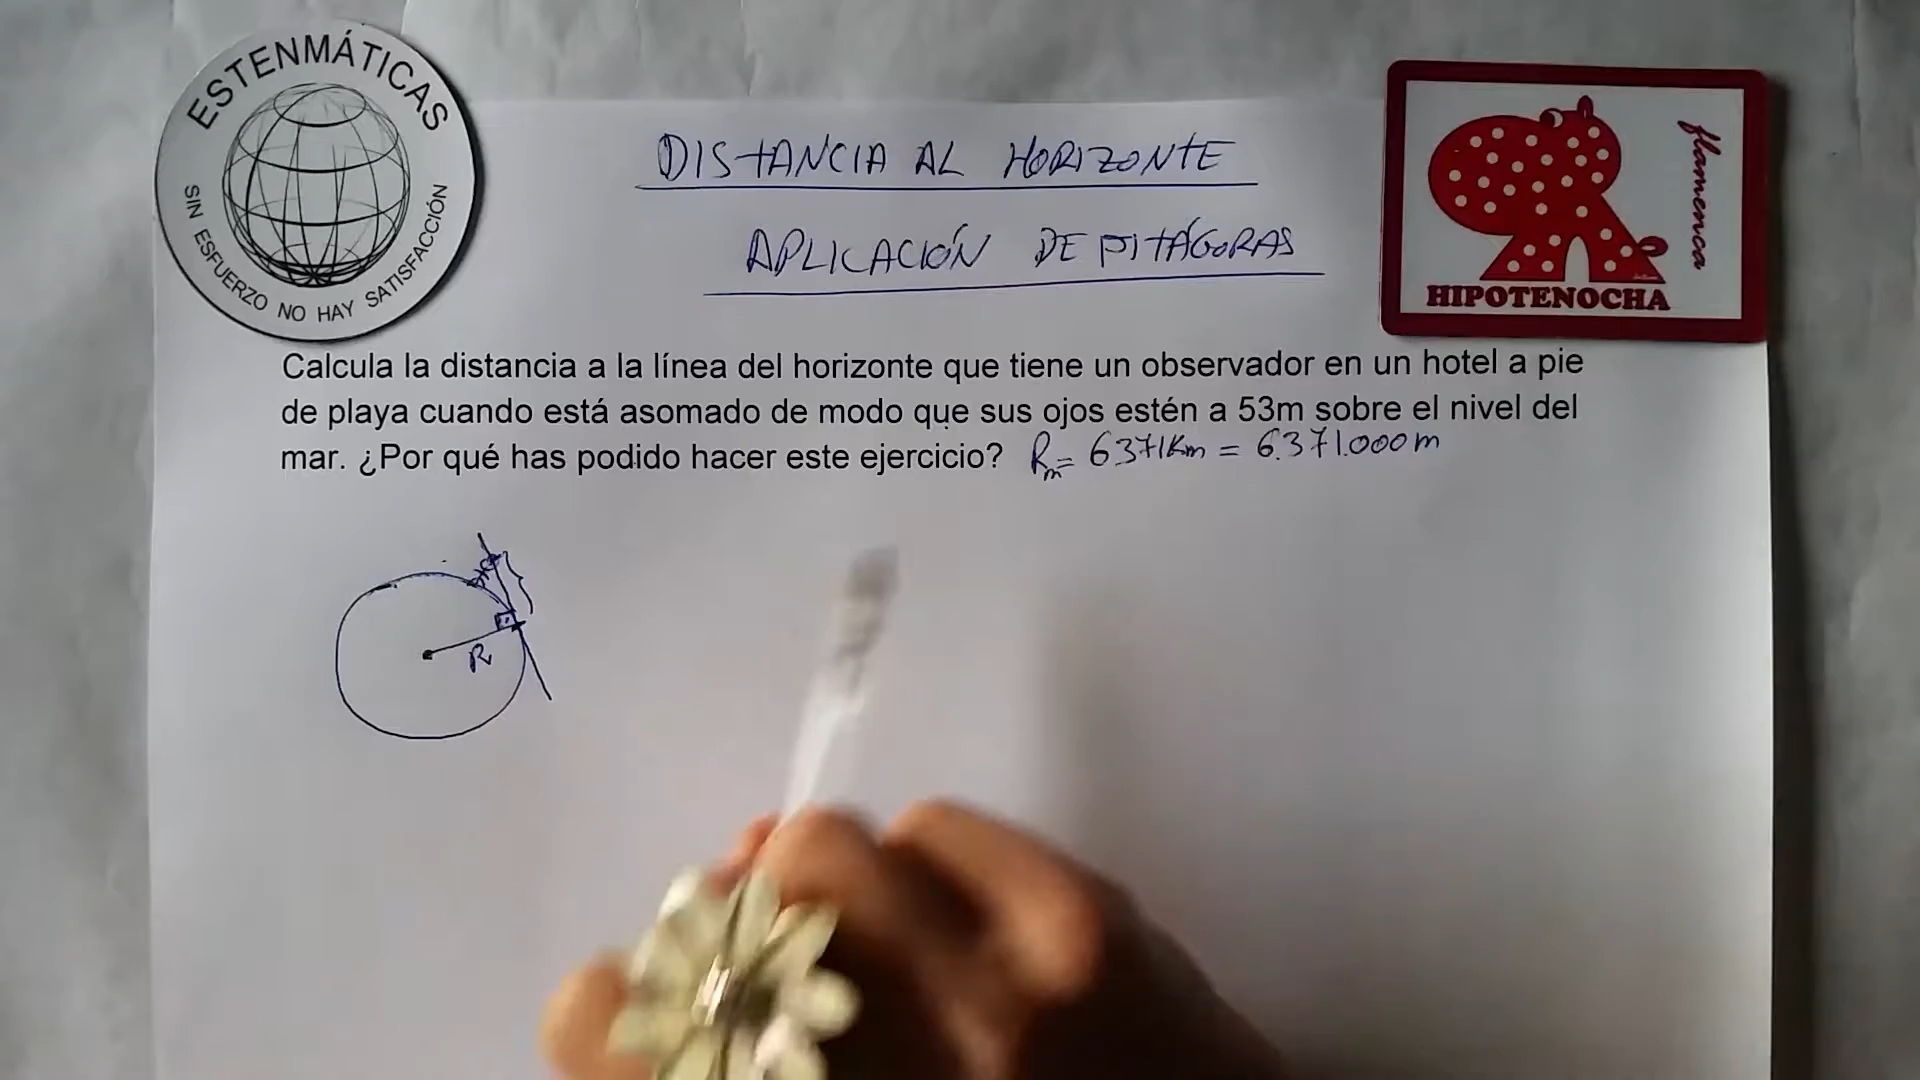 ESTENMÁTICAS
SIN ESFUERZO NO HAY SATISFACCIÓN
DISTANCIA AL HORIZONTE
APLICACIÓN DE PITÁGORAS
flamenca
HIPOTENOCHA
Calcula la distancia a la línea del horizonte que tiene un observador en un hotel a pie
de playa cuando está asomado de modo que sus ojos estén a 53m sobre el nivel del
mar. ¿Por qué has podido hacer este ejercicio? Rm = 6371Km = 6.371.000m
R